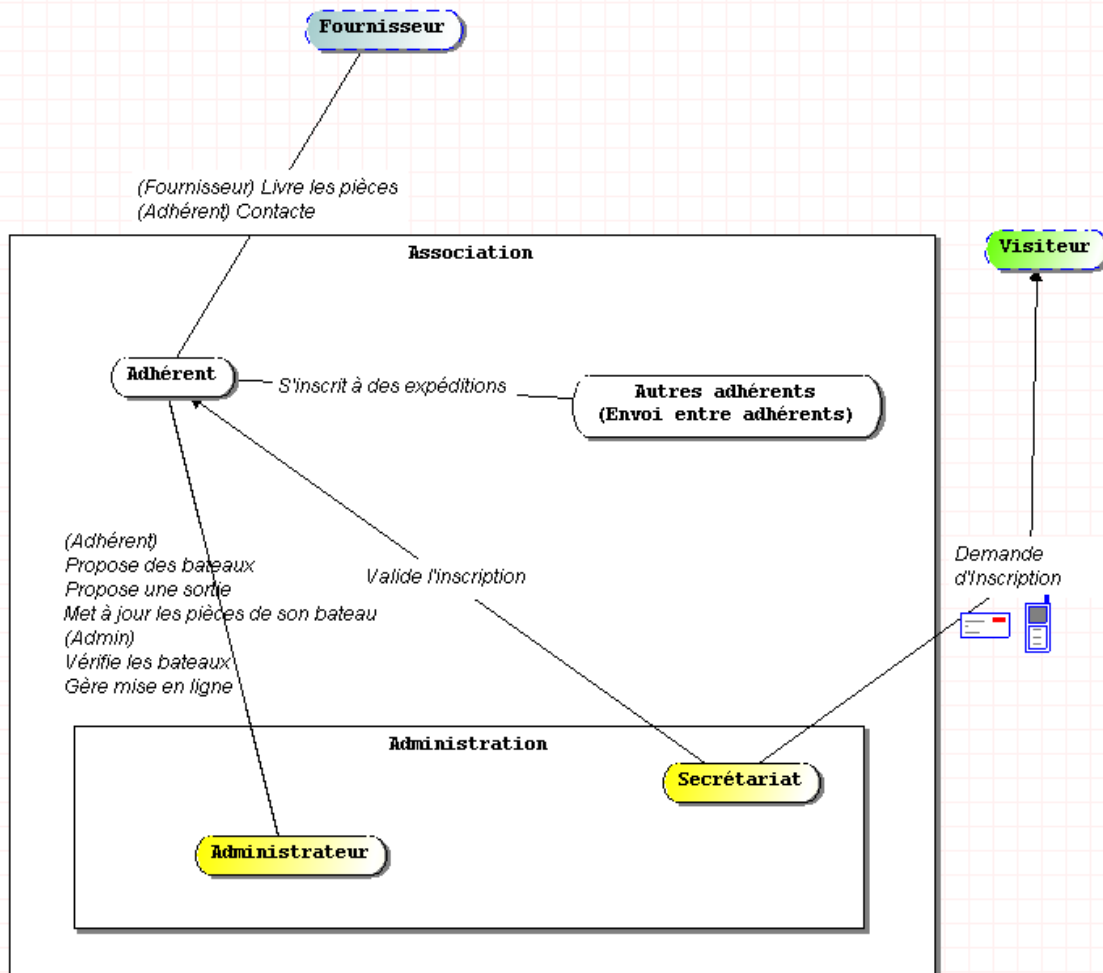 Fournisseur
(Fournisseur) Livre les pièces
(Adhérent) Contacte
Association
Visiteur
Adhérent
S'inscrit à des expéditions
Autres adhérents
(Envoi entre adhérents)
(Adhérent)
Propose des bateaux
Propose une sortie
Met à jour les pièces de son bateau
(Admin)
Vérifie les bateaux
Gère mise en ligne
Valide l'inscription
Demande
d'Inscription
Administration
Secrétariat
Administrateur